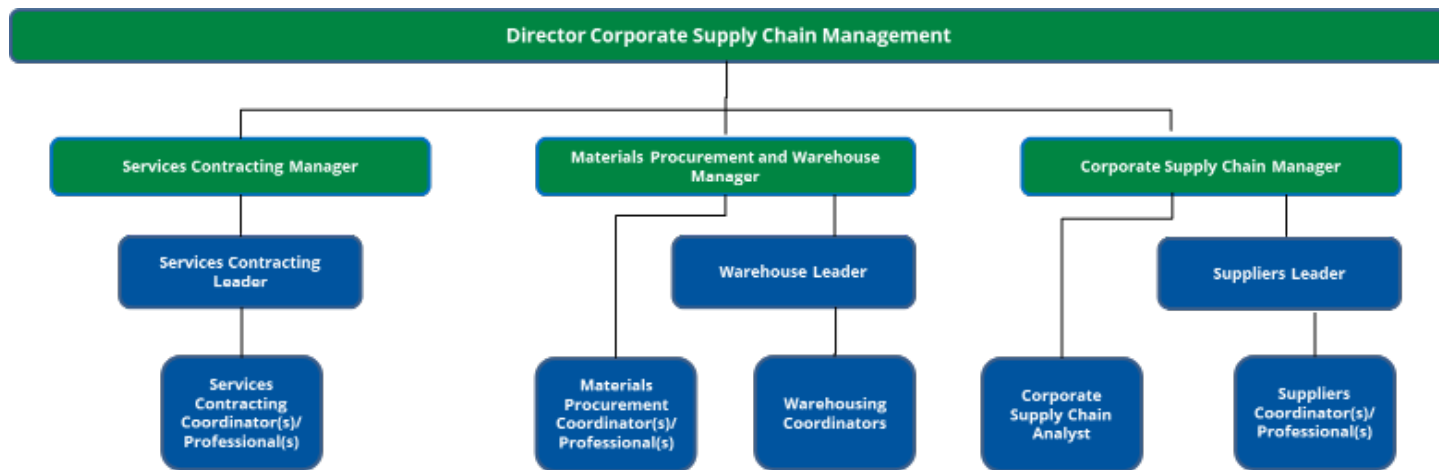 Director Corporate Supply Chain Management
Services Contracting Manager
Materials Procurement and Warehouse
Manager
Corporate Supply Chain Manager
Services Contracting
Leader
Warehouse Leader
Suppliers Leader
Services
Contracting
Coordinator(s)/
Professional(s)
Materials
Procurement
Coordinator(s)/
Professional(s)
Warehousing
Coordinators
Corporate
Supply Chain
Analyst
Suppliers
Coordinator(s)/
Professional(s)